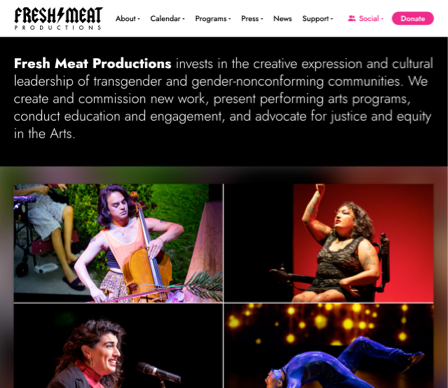 FRESH MEAT
PRODUCTIONS
About
Calendar
Programs
Press
News
Support
Social
Donate
Fresh Meat Productions invests in the creative expression and cultural
leadership of transgender and gender-nonconforming communities. We
create and commission new work, present performing arts programs,
conduct education and engagement, and advocate for justice and equity
in the Arts.